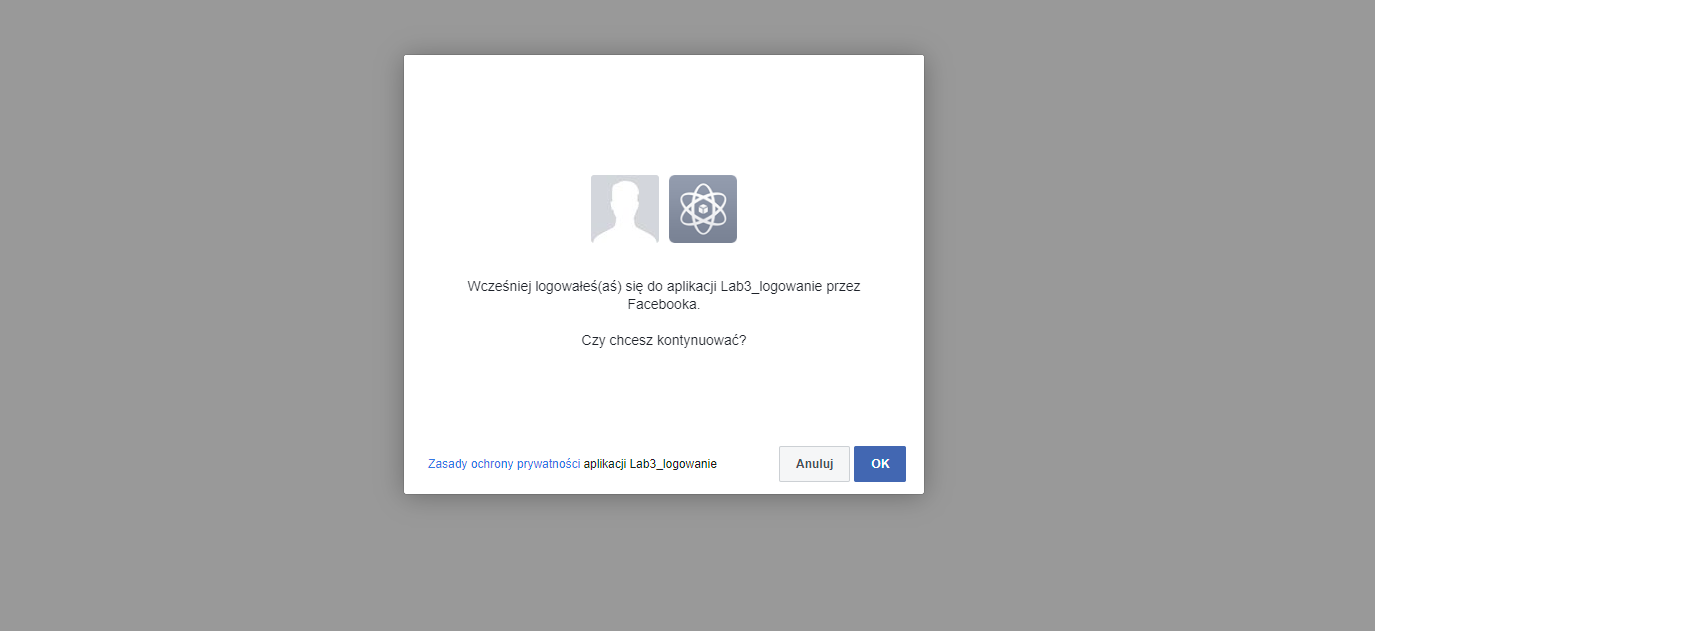 Wcześniej logowałeś(aś) się do aplikacji Lab3_logowanie przez
Facebooka.
Czy chcesz kontynuować?
Zasady ochrony prywatności aplikacji Lab3_logowanie
Anuluj
OK